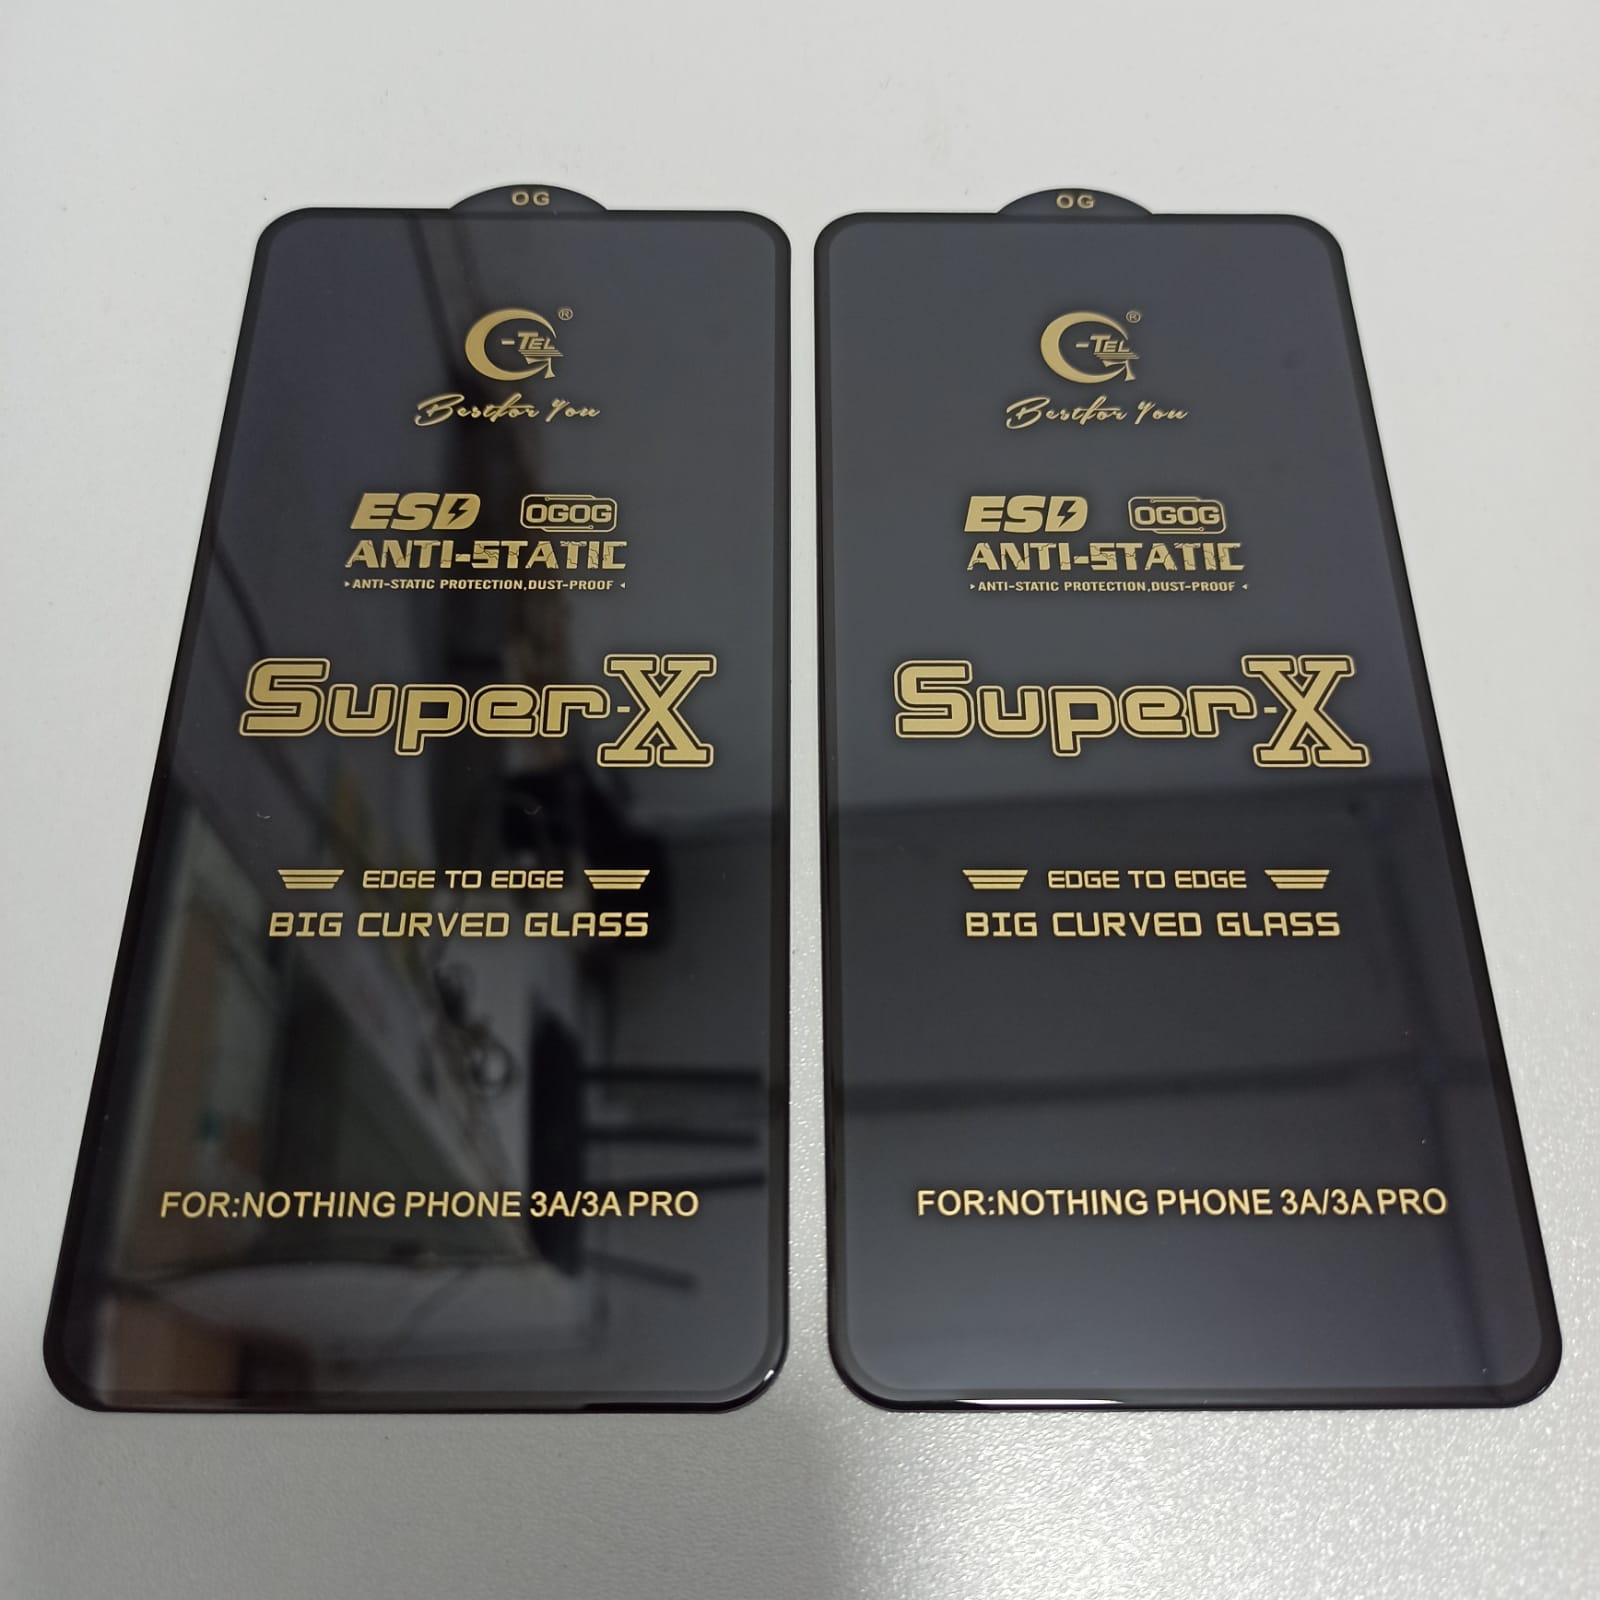 OG
-TEL ®
Bestfor You
ESD OGOG
ANTI-STATIC
ANTI-STATIC PROTECTION,DUST-PROOF
Super-X
EDGE TO EDGE
BIG CURVED GLASS
FOR:NOTHING PHONE 3A/3A PRO
OG
-TEL ®
Bestfor You
ESD OGOG
ANTI-STATIC
ANTI-STATIC PROTECTION,DUST-PROOF
Super-X
EDGE TO EDGE
BIG CURVED GLASS
FOR:NOTHING PHONE 3A/3A PRO